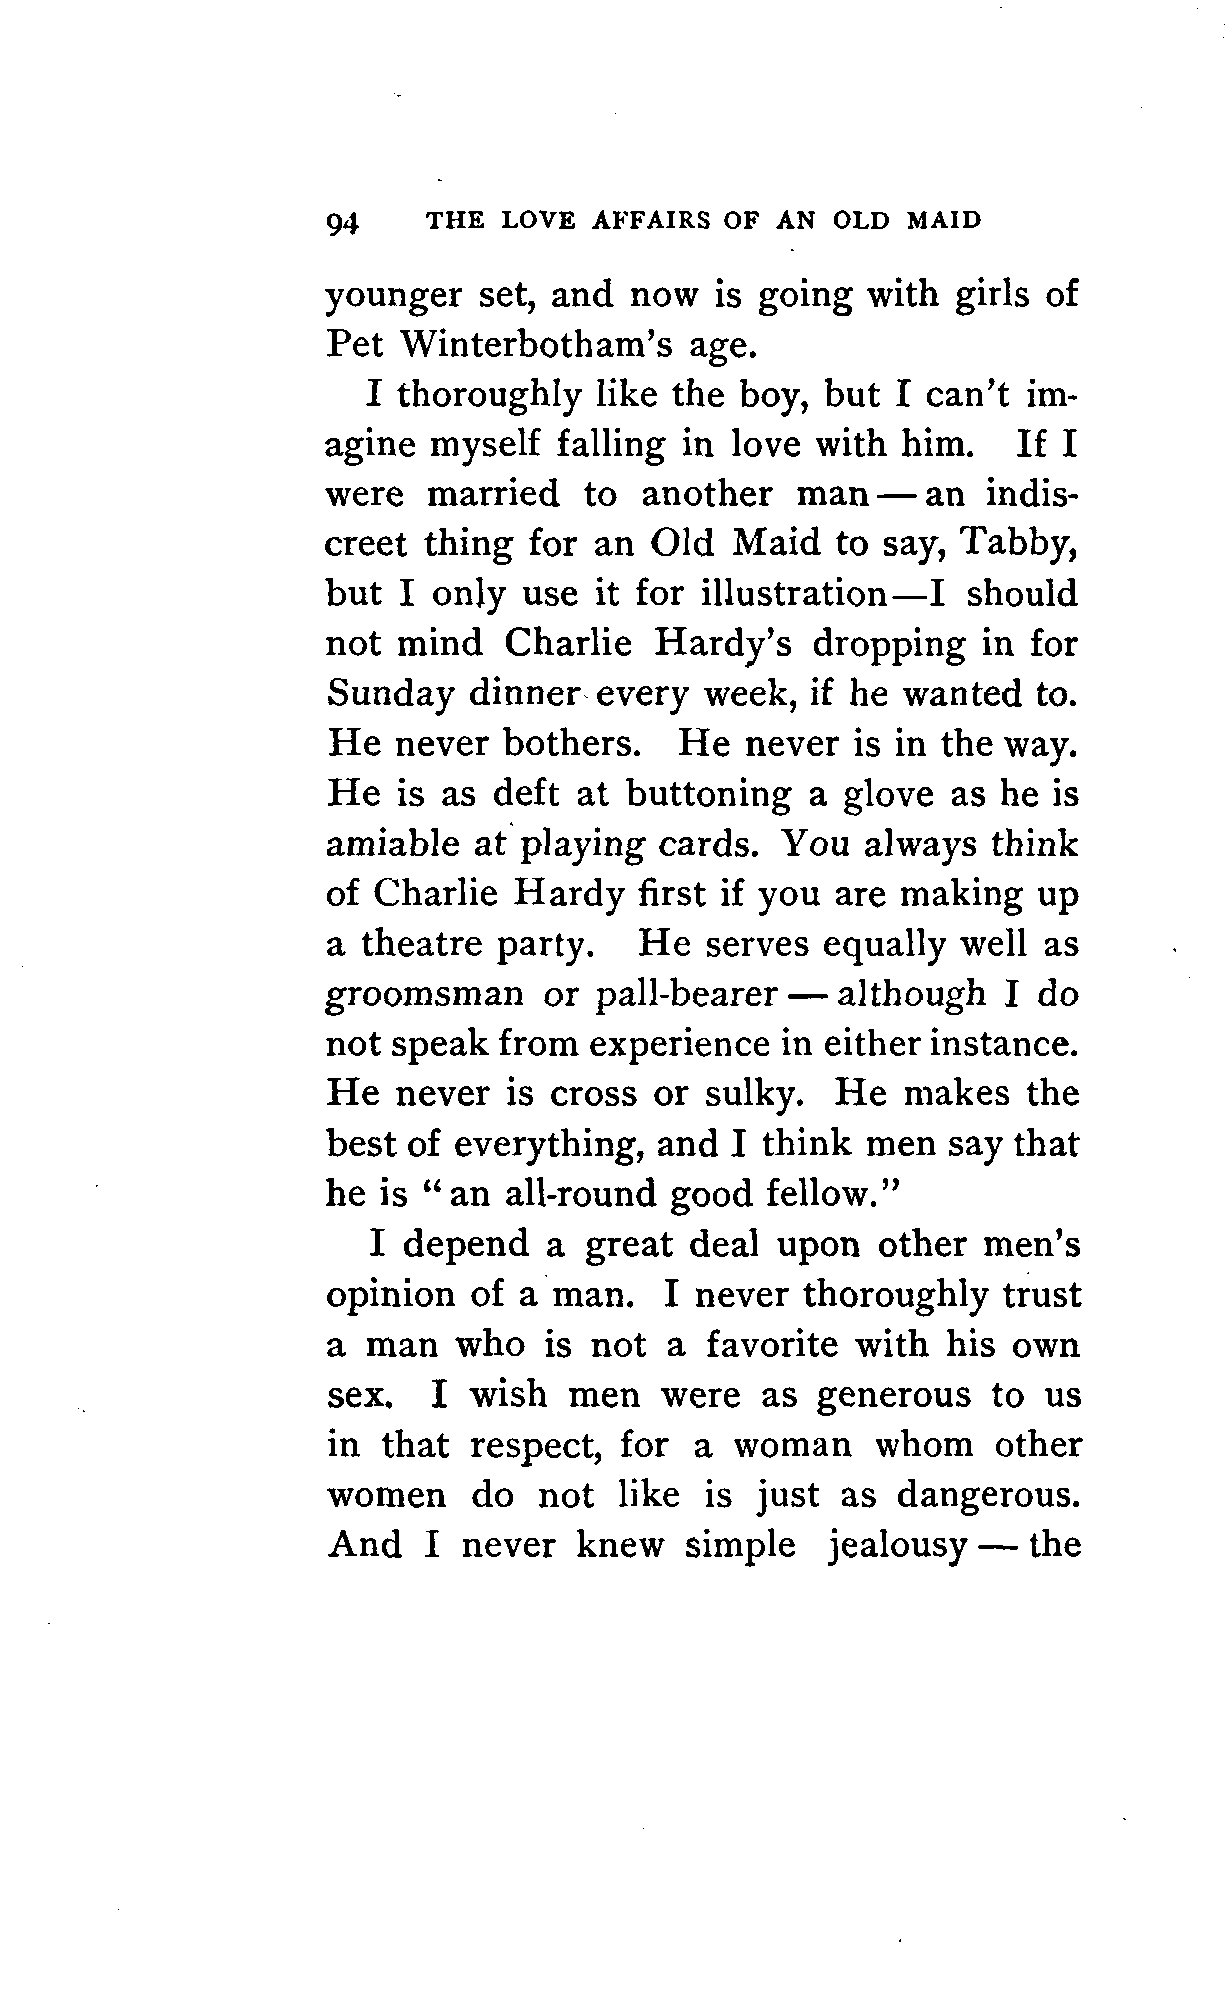 94 THE LOVE AFFAIRS OF AN OLD MAID
younger set, and now is going with girls of
Pet Winterbotham's age.
I thoroughly like the boy, but I can't im-
agine myself falling in love with him. If I
were married to another man — an indis-
creet thing for an Old Maid to say, Tabby,
but I only use it for illustration—I should
not mind Charlie Hardy's dropping in for
Sunday dinner every week, if he wanted to.
He never bothers. He never is in the way.
He is as deft at buttoning a glove as he is
amiable at playing cards. You always think
of Charlie Hardy first if you are making up
a theatre party. He serves equally well as
groomsman or pall-bearer — although I do
not speak from experience in either instance.
He never is cross or sulky. He makes the
best of everything, and I think men say that
he is "an all-round good fellow."
I depend a great deal upon other men's
opinion of a man. I never thoroughly trust
a man who is not a favorite with his own
sex. I wish men were as generous to us
in that respect, for a woman whom other
women do not like is just as dangerous.
And I never knew simple jealousy — the